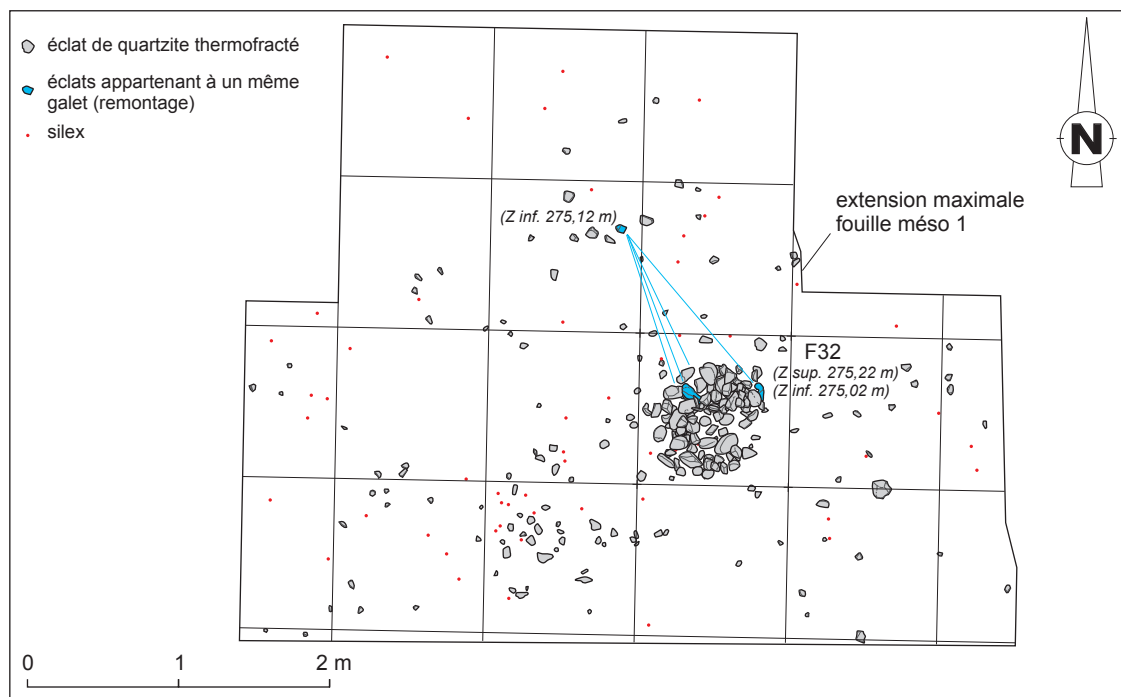 éclat de quartzite thermofracté
éclats appartenant à un même
galet (remontage)
silex
N
extension maximale
fouille méso 1
(Z inf. 275,12 m)
F32
(Z sup. 275,22 m)
(Z inf. 275,02 m)
0 1 2 m